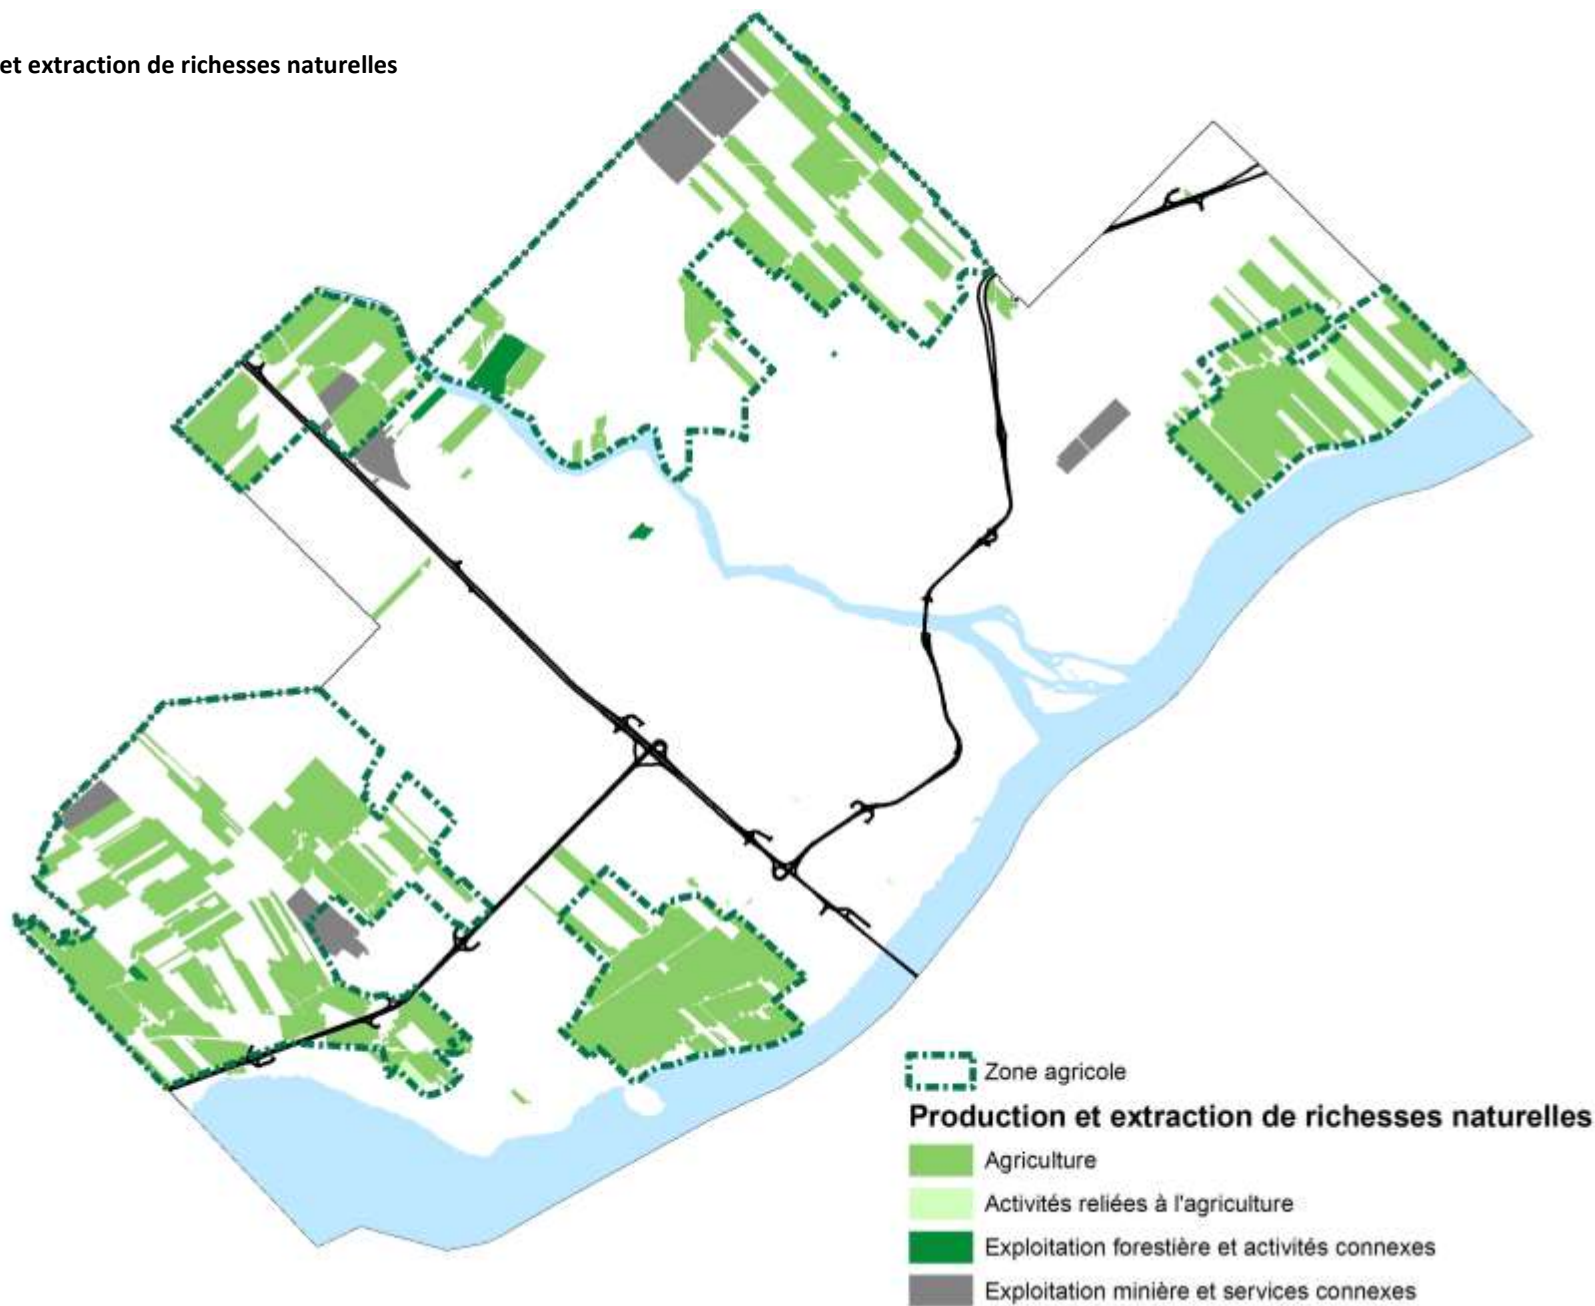 et extraction de richesses naturelles
Zone agricole
Production et extraction de richesses naturelles
Agriculture
Activités reliées à l'agriculture
Exploitation forestière et activités connexes
Exploitation minière et services connexes